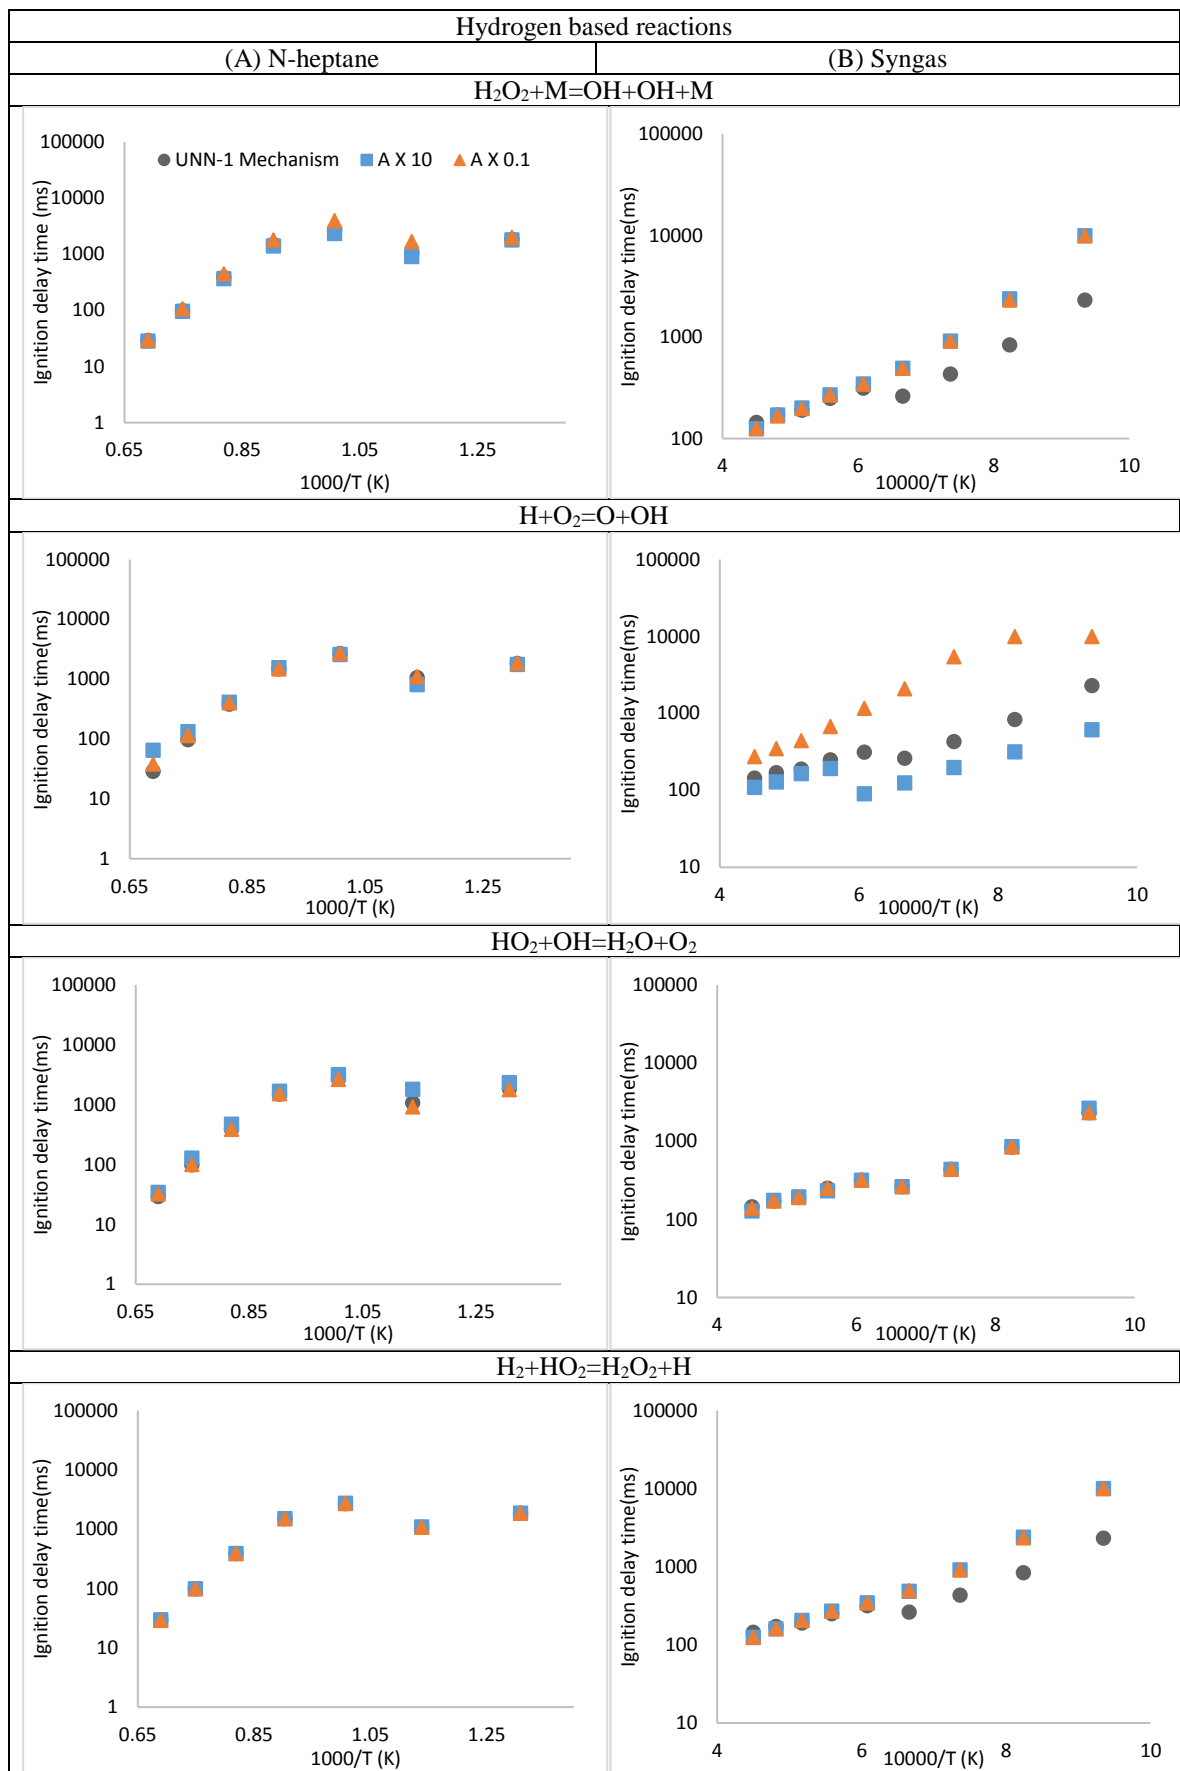 Hydrogen based reactions
(A) N-heptane
(B) Syngas
H₂O₂+M=OH+OH+M
Ignition delay time (ms)
100000
10000
1000
100
10
1
UNN-1 Mechanism
A X 10
A X 0.1
0.65
0.85
1.05
1.25
1000/T (K)
Ignition delay time(ms)
100000
10000
1000
100
4
6
8
10
10000/T (K)
H+O₂=O+OH
Ignition delay time(ms)
100000
10000
1000
100
10
1
0.65
0.85
1.05
1.25
1000/T (K)
Ignition delay time(ms)
100000
10000
1000
100
10
4
6
8
10
10000/T (K)
HO₂+OH=H₂O+O₂
Ignition delay time(ms)
100000
10000
1000
100
10
1
0.65
0.85
1.05
1.25
1000/T (K)
Ignition delay time(ms)
100000
10000
1000
100
10
4
6
8
10
10000/T (K)
H₂+HO₂=H₂O₂+H
Ignition delay time(ms)
100000
10000
1000
100
10
1
0.65
0.85
1.05
1.25
1000/T (K)
Ignition delay time(ms)
100000
10000
1000
100
10
4
6
8
10
10000/T (K)